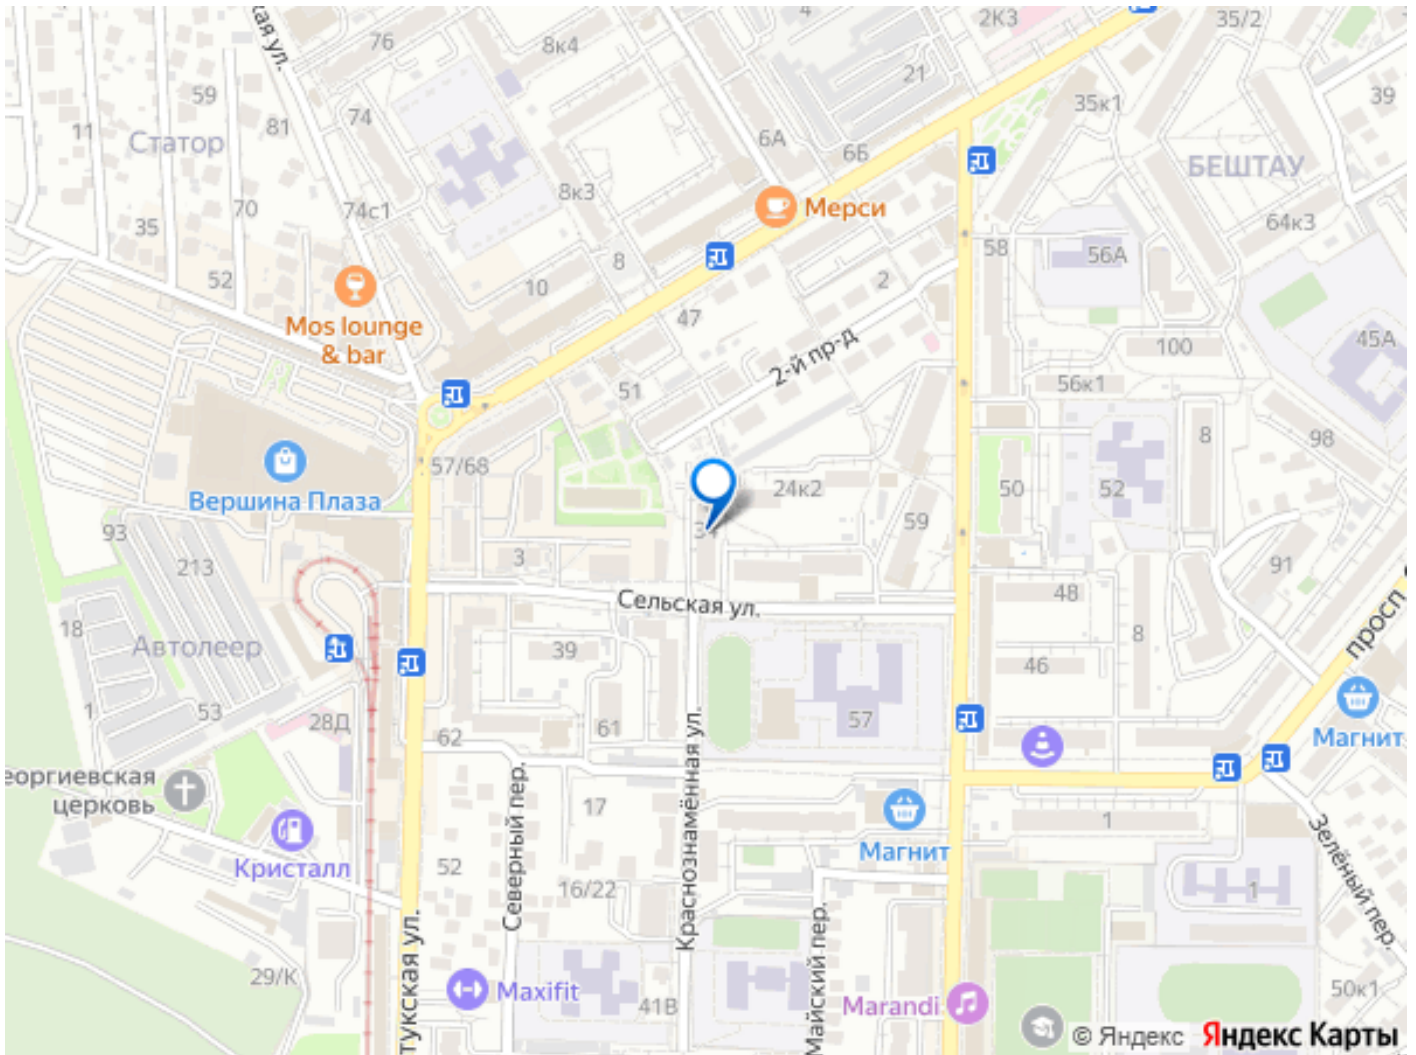 кая ул.
76
8к4
4
2К3
35/2
59
11
Статор
81
74
21
35к1
39
6А
6Б
БЕШТАУ
35
70
74с1
8к3
Мерси
64к3
52
8
2
58
56А
10
Mos lounge
& bar
47
2-й пр-д
100
45А
51
56к1
57/68
8
98
Вершина Плаза
24к2
50
52
93
34
59
213
3
91
Сельская ул.
48
18
Автолеер
39
8
46
просп
1
53
28Д
62
61
57
Магнит
еоргиевская
церковь
Северный пер.
17
Краснознамённая ул.
Магнит
1
Зелёный пер.
Кристалл
52
16/22
1
тукская ул.
Майский пер.
29/К
Maxifit
41В
Marandi
50к1
© Яндекс Яндекс Карты